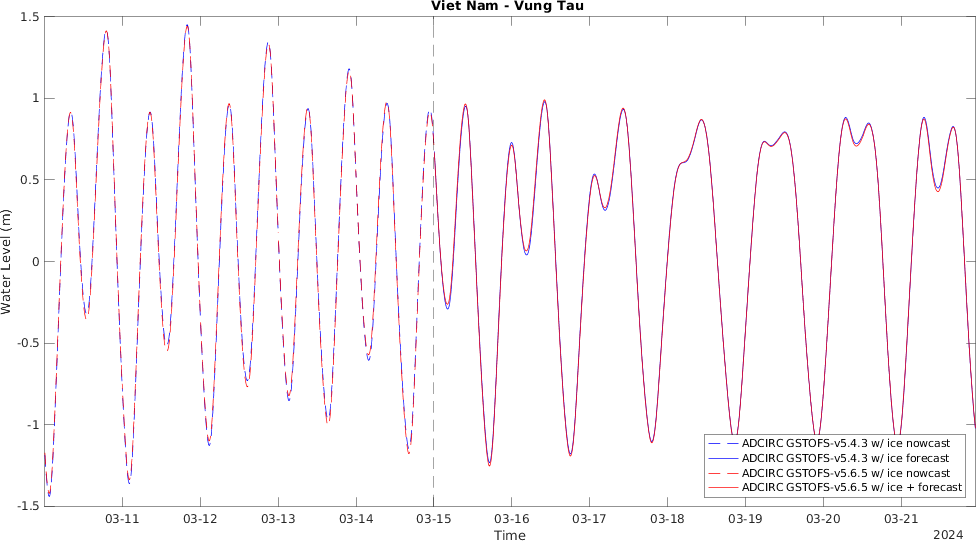 Viet Nam - Vung Tau
Water Level (m)
1.5
1
0.5
0
-0.5
-1
-1.5
ADCIRC GSTOFS-v5.4.3 w/ ice nowcast
ADCIRC GSTOFS-v5.4.3 w/ ice forecast
ADCIRC GSTOFS-v5.6.5 w/ ice nowcast
ADCIRC GSTOFS-v5.6.5 w/ ice + forecast
03-11 03-12 03-13 03-14 03-15 03-16 03-17 03-18 03-19 03-20 03-21
Time
2024